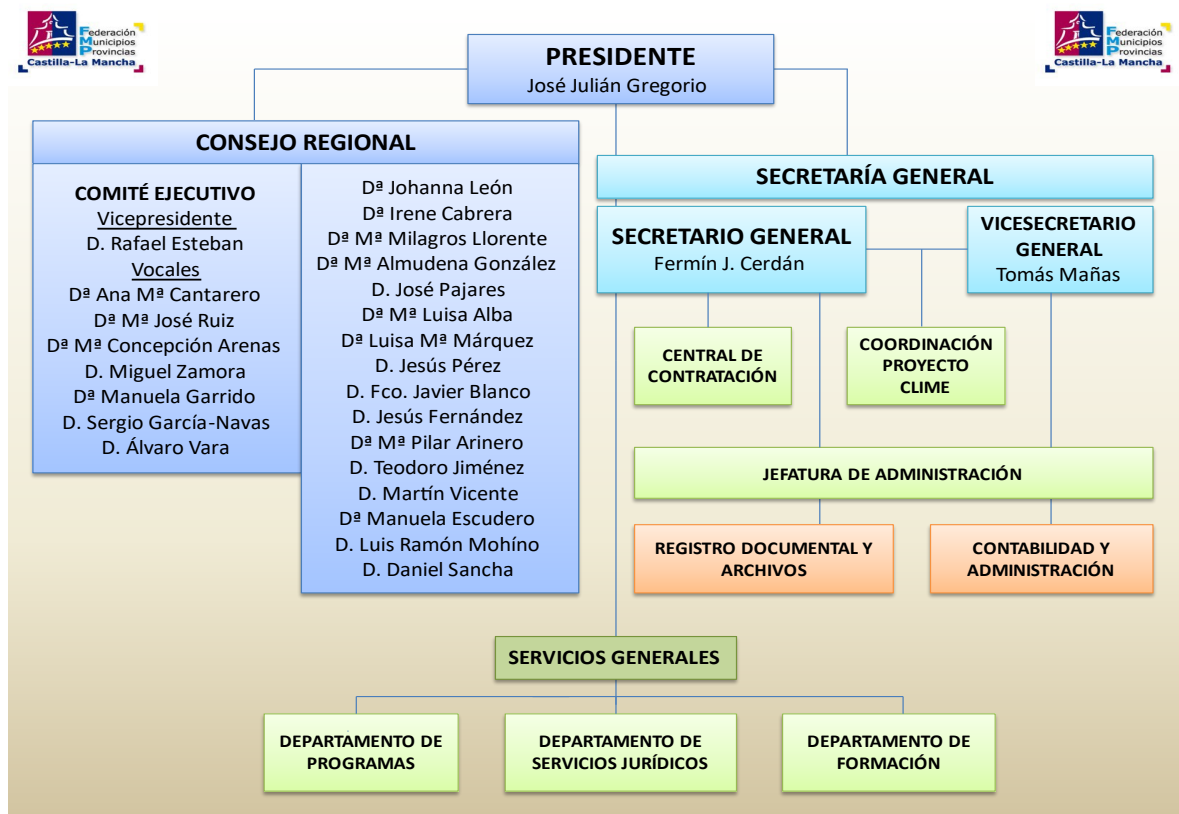 Federación
Municipios
Provincias
Castilla-La Mancha
Federación
Municipios
Provincias
Castilla-La Mancha
PRESIDENTE
José Julián Gregorio
CONSEJO REGIONAL
COMITÉ EJECUTIVO
Vicepresidente
D. Rafael Esteban
Vocales
Dª Ana Mª Cantarero
Dª Mª José Ruiz
Dª Mª Concepción Arenas
D. Miguel Zamora
Dª Manuela Garrido
D. Sergio García-Navas
D. Álvaro Vara
Dª Johanna León
Dª Irene Cabrera
Dª Mª Milagros Llorente
Dª Mª Almudena González
D. José Pajares
Dª Mª Luisa Alba
Dª Luisa Mª Márquez
D. Jesús Pérez
D. Fco. Javier Blanco
D. Jesús Fernández
Dª Mª Pilar Arinero
D. Teodoro Jiménez
D. Martín Vicente
Dª Manuela Escudero
D. Luis Ramón Mohíno
D. Daniel Sancha
SECRETARÍA GENERAL
SECRETARIO GENERAL
Fermín J. Cerdán
VICESECRETARIO
GENERAL
Tomás Mañas
CENTRAL DE
CONTRATACIÓN
COORDINACIÓN
PROYECTO
CLIME
JEFATURA DE ADMINISTRACIÓN
REGISTRO DOCUMENTAL Y
ARCHIVOS
CONTABILIDAD Y
ADMINISTRACIÓN
SERVICIOS GENERALES
DEPARTAMENTO DE
PROGRAMAS
DEPARTAMENTO DE
SERVICIOS JURÍDICOS
DEPARTAMENTO DE
FORMACIÓN